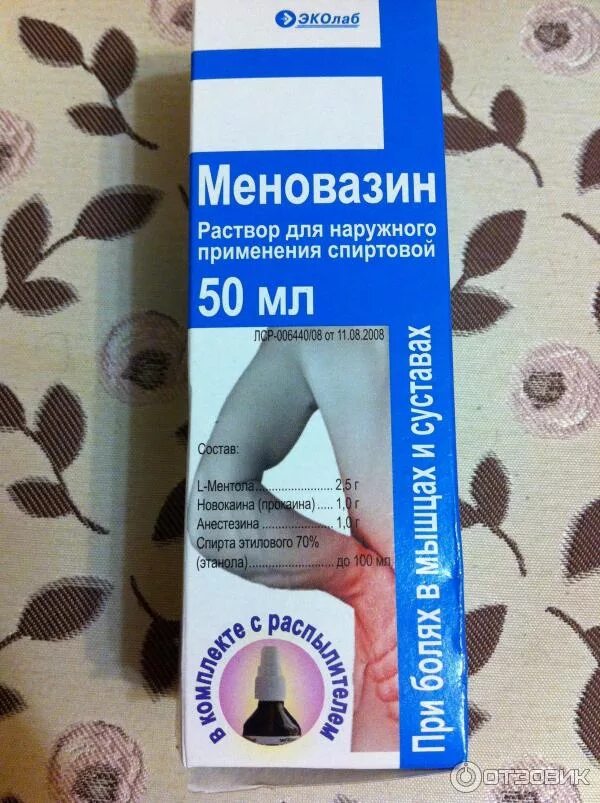 ЭКОлаб
Меновазин
Раствор для наружного
применения спиртовой
50 мл
ЛСР-006440/08 от 11.08.2008
Состав:
L-Ментола.................. 2,5 г
Новокаина (прокаина)..... 1,0 г
Анестезина ................. 1,0 г
Спирта этилового 70%
(этанола)........................ до 100 мл
в комплекте с распылителем
При болях в мышцах и суставах
ОТЗОВИК